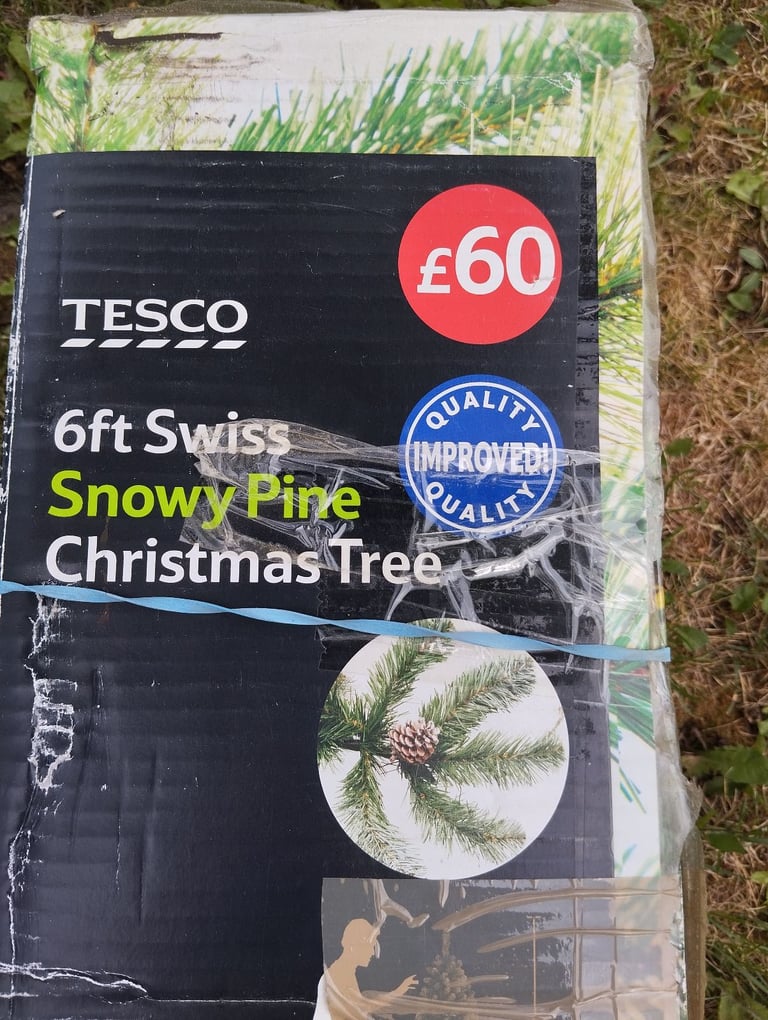 £60
TESCO
6ft Swiss
Snowy Pine
Christmas Tree
QUALITY
IMPROVED!
QUALITY